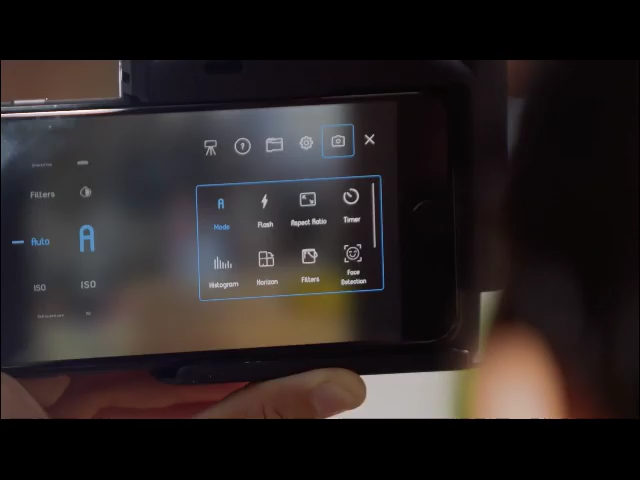 Filters
Auto
A
ISO
ISO
?
A
Mode
Flash
Aspect Ratio
Timer
Histogram
Horizon
Filters
Face
Detection